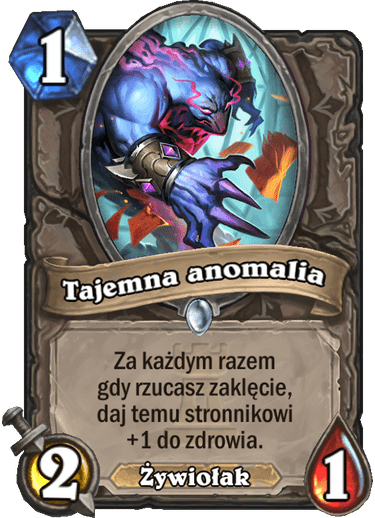 1
Tajemna anomalia
Za każdym razem
gdy rzucasz zaklęcie,
daj temu stronnikowi
+1 do zdrowia.
2
Żywiołak
1